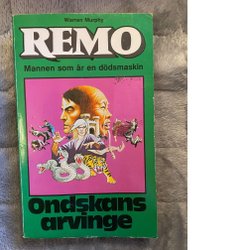 Warren Murphy
REMO
Mannen som är en dödsmaskin
Ondskans
arvinge